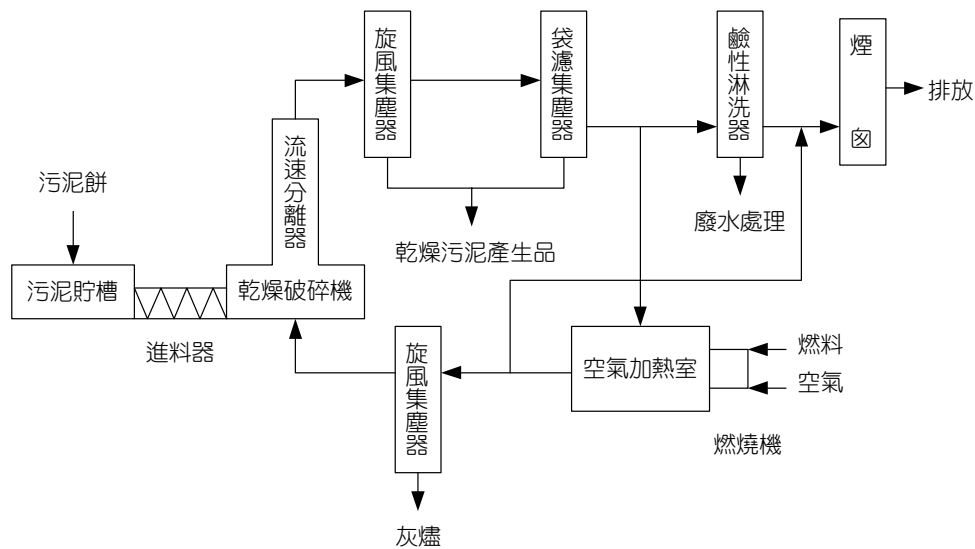 旋風集塵器
袋濾集塵器
鹼性淋洗器
煙囪
排放
流速分離器
污泥餅
廢水處理
乾燥污泥產生品
污泥貯槽
乾燥破碎機
進料器
旋風集塵器
空氣加熱室
燃料
空氣
燃燒機
灰燼